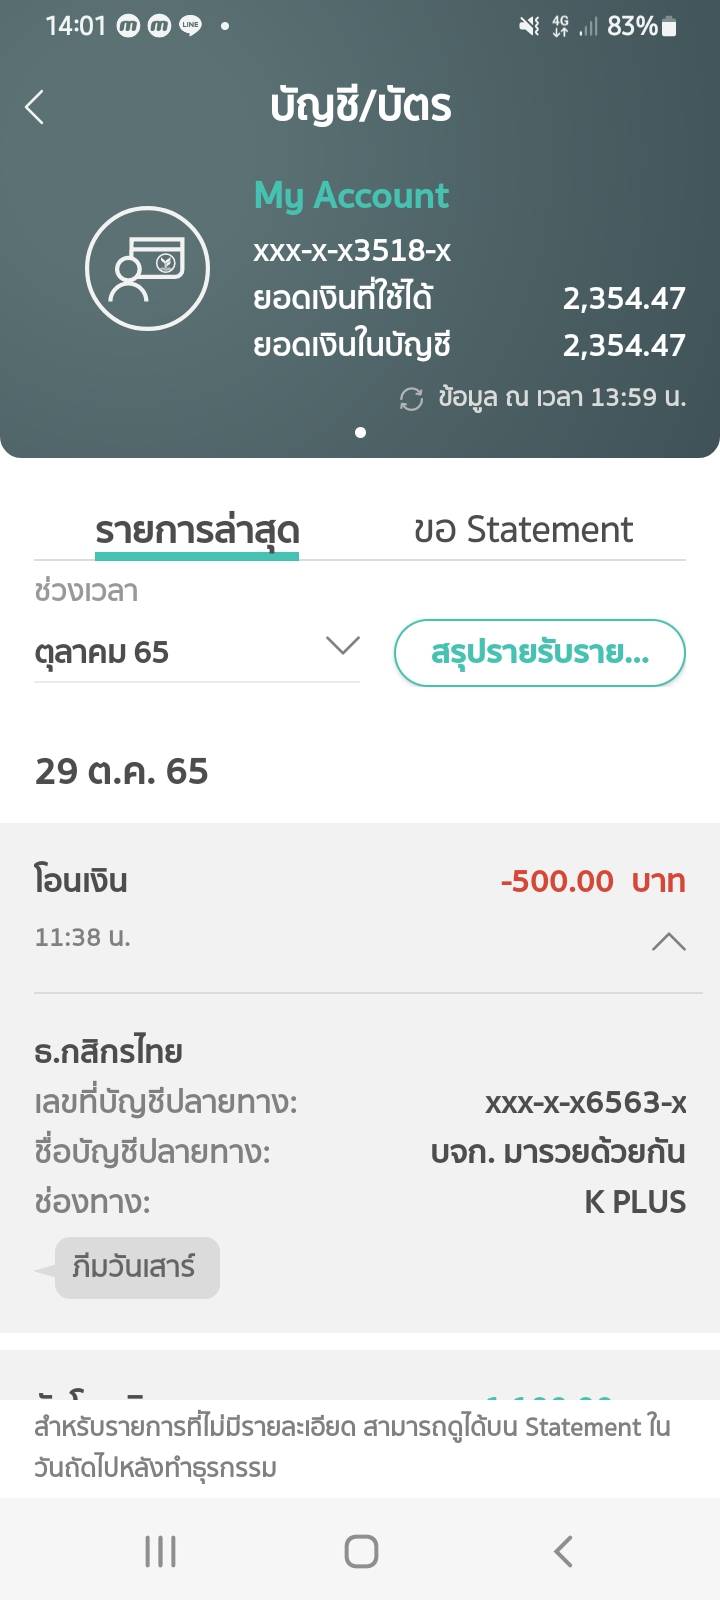 14:01 LINE 4G 83%
บัญชี/บัตร
My Account
xxx-x-x3518-x
ยอดเงินที่ใช้ได้ 2,354.47
ยอดเงินในบัญชี 2,354.47
ข้อมูล ณ เวลา 13:59 น.
รายการล่าสุด ขอ Statement
ช่วงเวลา
ตุลาคม 65 สรุปรายรับราย...
29 ต.ค. 65
โอนเงิน -500.00 บาท
11:38 น.
ธ.กสิกรไทย
เลขที่บัญชีปลายทาง: xxx-x-x6563-x
ชื่อบัญชีปลายทาง: บจก. มารวยด้วยกัน
ช่องทาง: K PLUS
ภีมวันเสาร์
สำหรับรายการที่ไม่มีรายละเอียด สามารถดูได้บน Statement ใน
วันถัดไปหลังทำธุรกรรม